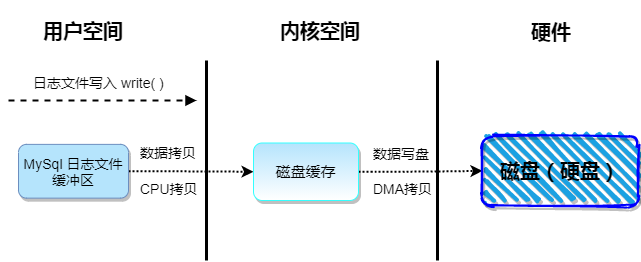 用户空间
内核空间
硬件
日志文件写入 write( )
MySql 日志文件
缓冲区
数据拷贝
CPU拷贝
磁盘缓存
数据写盘
DMA拷贝
磁盘（硬盘）